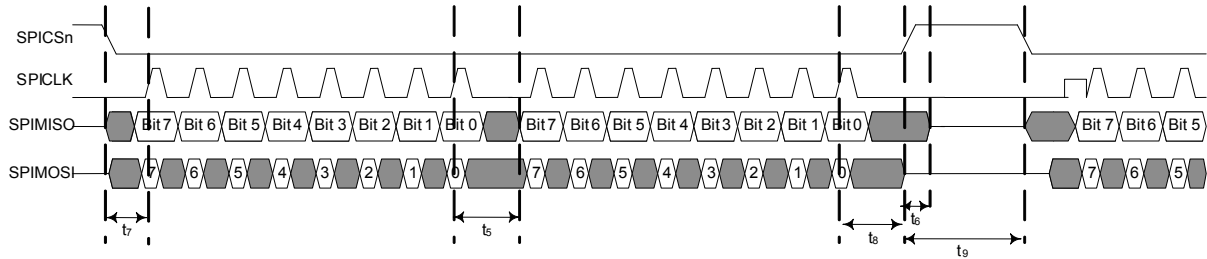 SPICSn
SPICLK
SPIMISO Bit 7 Bit 6 Bit 5 Bit 4 Bit 3 Bit 2 Bit 1 Bit 0 Bit 7 Bit 6 Bit 5 Bit 4 Bit 3 Bit 2 Bit 1 Bit 0 Bit 7 Bit 6 Bit 5
SPIMOSI 7 6 5 4 3 2 1 0 7 6 5 4 3 2 1 0 7 6 5
t7 t5 t8 t6
t9